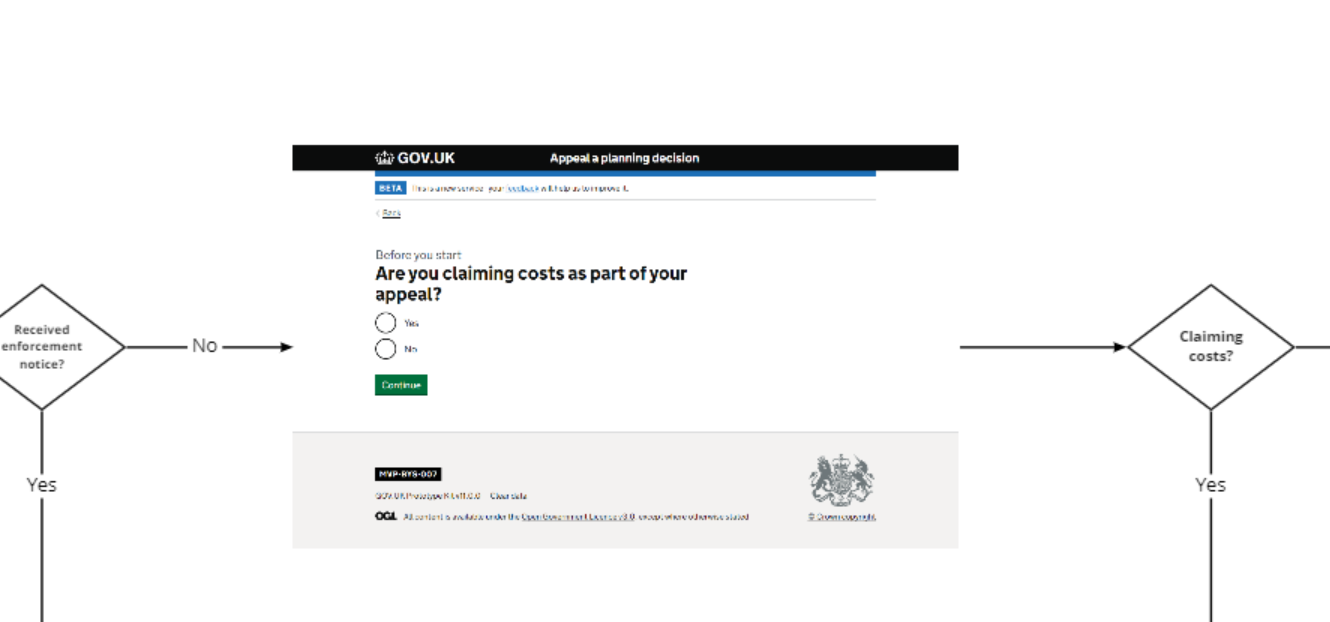 GOV.UK Appeal a planning decision
BETA This is a new service - your feedback will help us to improve it.
Back
Before you start
Are you claiming costs as part of your
appeal?
Yes
No
Continue
MVP-BYS-007
GOV.UK Prototype Kit v11.0.0 Clear data
OGL All content is available under the Open Government Licence v3.0, except where otherwise stated
© Crown copyright
Received
enforcement
notice?
No
Yes
Claiming
costs?
Yes